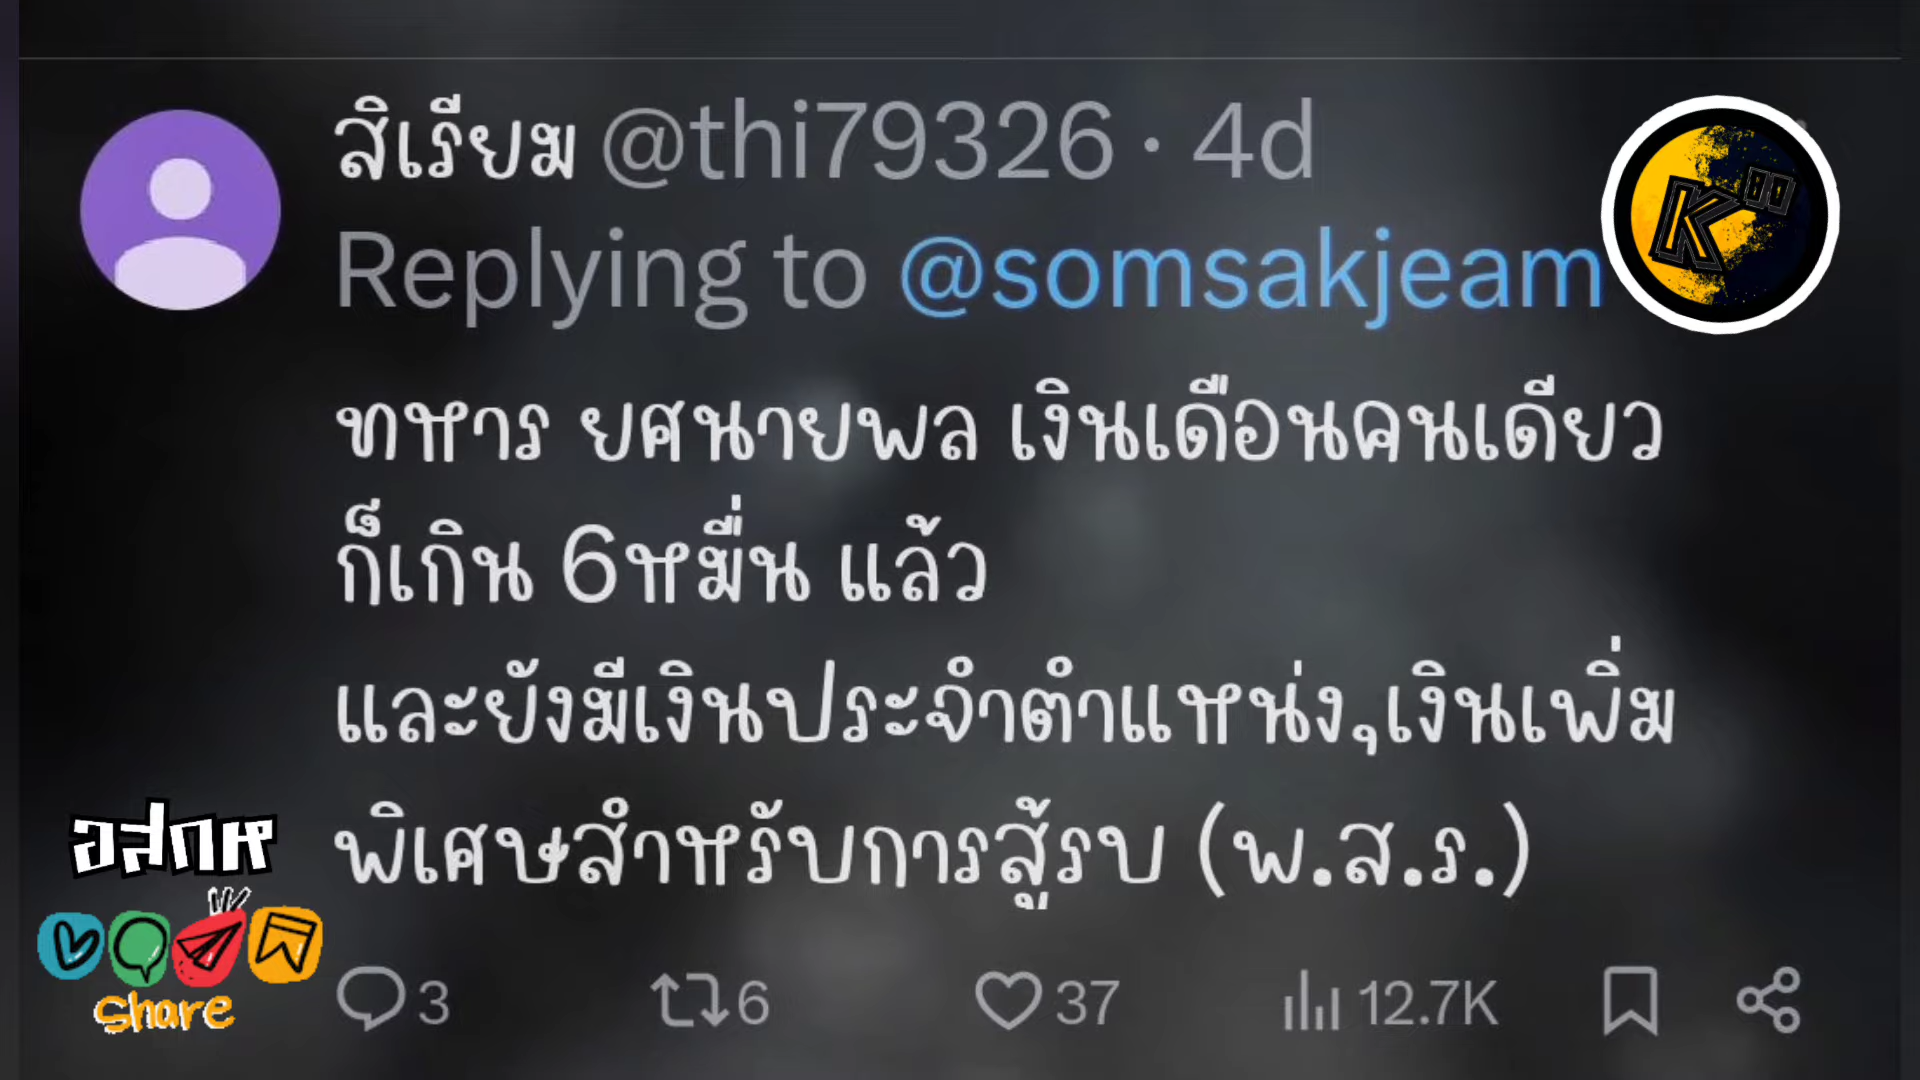 สิเรียม @thi79326 · 4d
Replying to @somsakjeam
K"
ทหาร ยศนายพล เงินเดือนคนเดียว
ก็เกิน 6หมื่น แล้ว
และยังมีเงินประจำตำแหน่ง,เงินเพิ่ม
พิเศษสำหรับการสู้รบ (พ.ส.ร.)
อสกห
share
3 6 37 12.7K